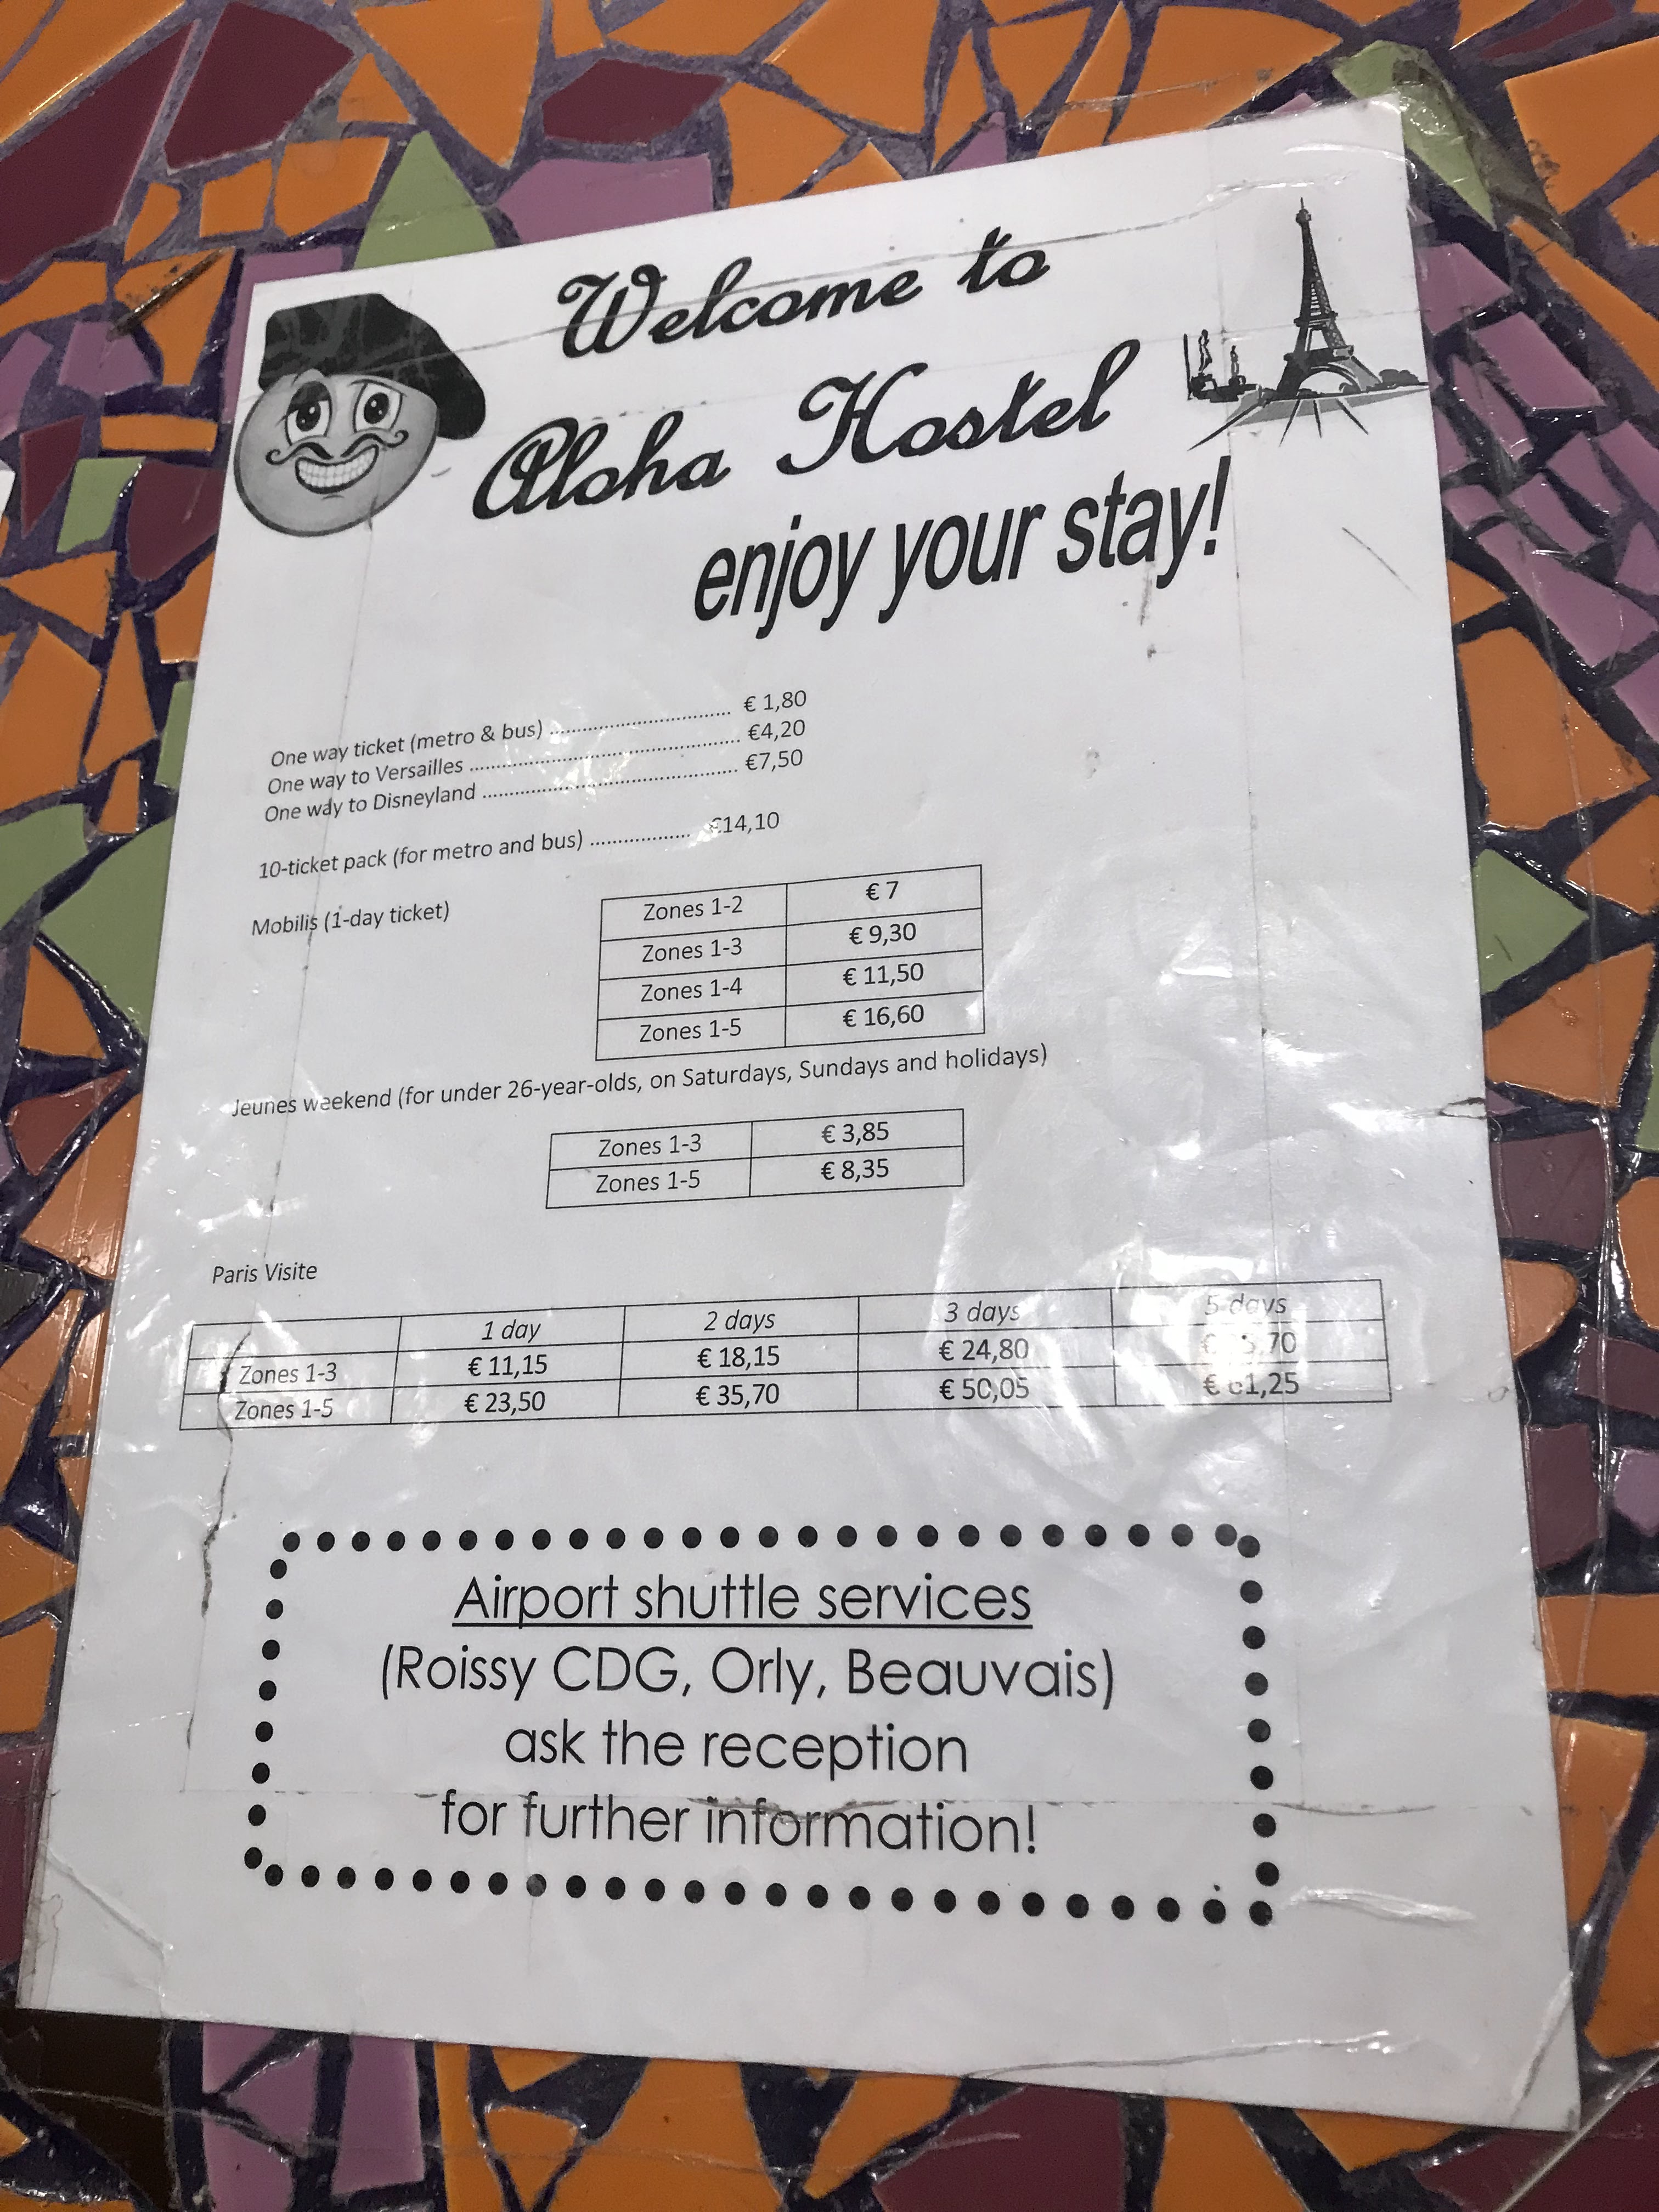 Welcome to
Aloha Hostel
enjoy your stay!
One way ticket (metro & bus) .................................. € 1,80
One way to Versailles .................................................. €4,20
One way to Disneyland ............................................... €7,50
10-ticket pack (for metro and bus) ................... €14,10
Mobilis (1-day ticket)
Zones 1-2 € 7
Zones 1-3 € 9,30
Zones 1-4 € 11,50
Zones 1-5 € 16,60
Jeunes weekend (for under 26-year-olds, on Saturdays, Sundays and holidays)
Zones 1-3 € 3,85
Zones 1-5 € 8,35
Paris Visite
1 day 2 days 3 days 5 days
Zones 1-3 € 11,15 € 18,15 € 24,80 €
Zones 1-5 € 23,50 € 35,70 € 50,05 €
Airport shuttle services
(Roissy CDG, Orly, Beauvais)
ask the reception
for further information!